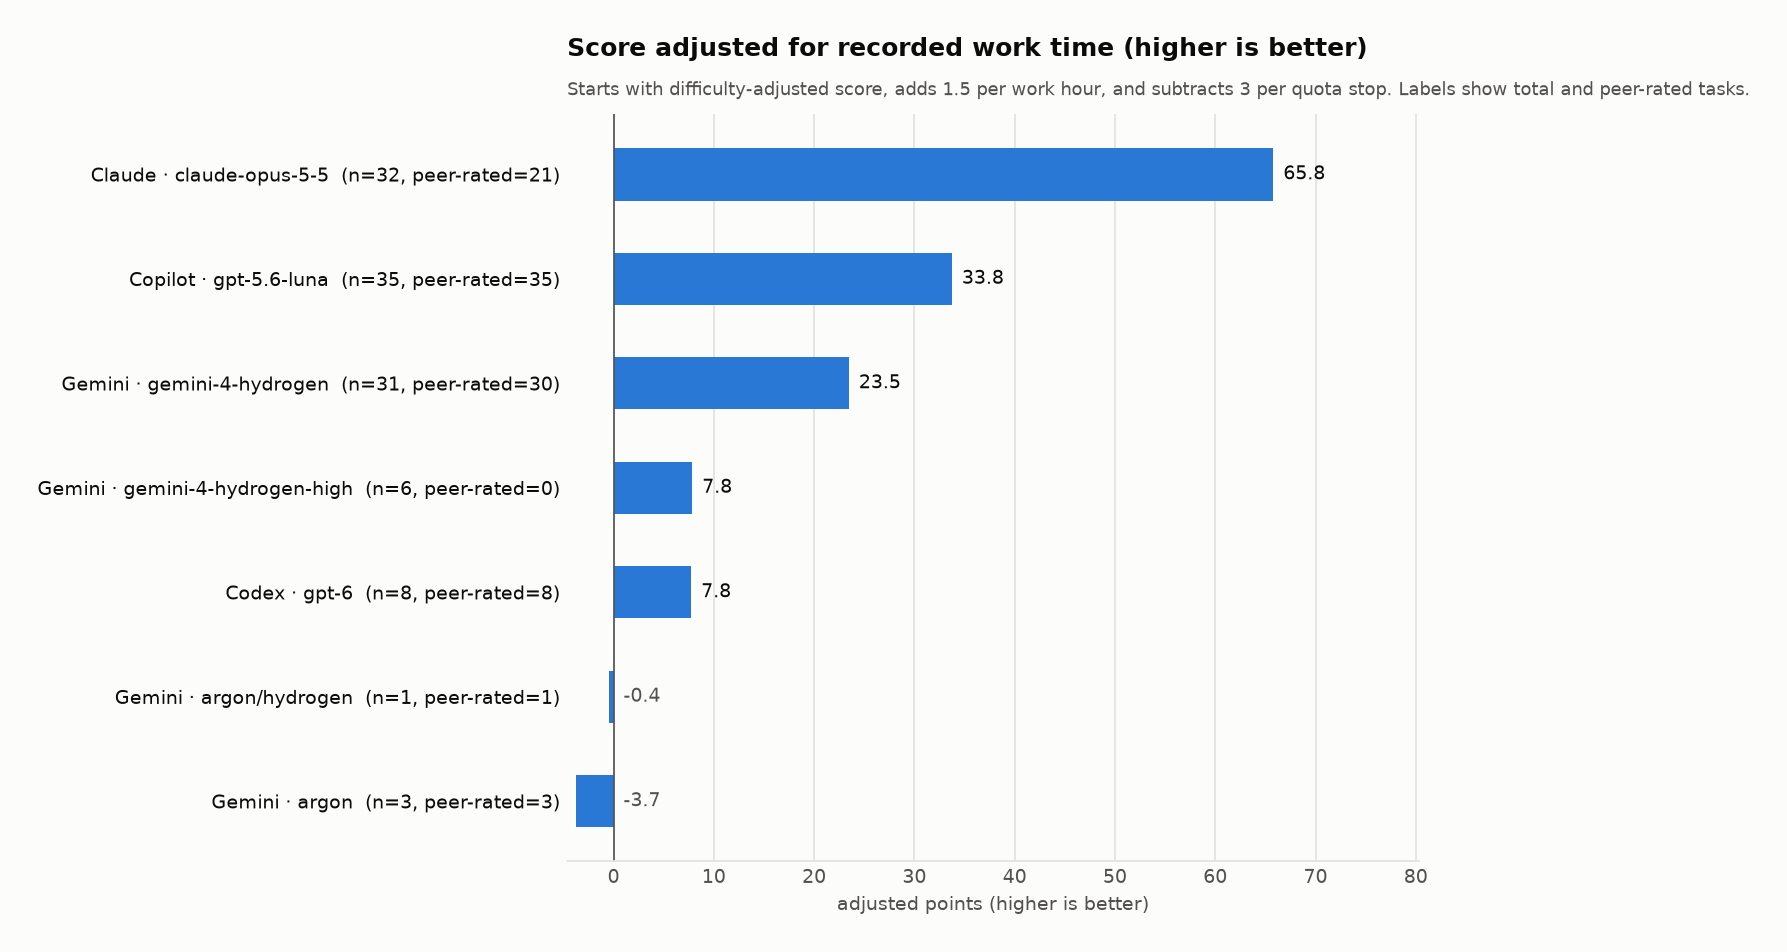 Score adjusted for recorded work time (higher is better)
Starts with difficulty-adjusted score, adds 1.5 per work hour, and subtracts 3 per quota stop. Labels show total and peer-rated tasks.
Claude · claude-opus-5-5  (n=32, peer-rated=21) 65.8
Copilot · gpt-5.6-luna  (n=35, peer-rated=35) 33.8
Gemini · gemini-4-hydrogen  (n=31, peer-rated=30) 23.5
Gemini · gemini-4-hydrogen-high  (n=6, peer-rated=0) 7.8
Codex · gpt-6  (n=8, peer-rated=8) 7.8
Gemini · argon/hydrogen  (n=1, peer-rated=1) -0.4
Gemini · argon  (n=3, peer-rated=3) -3.7
0 10 20 30 40 50 60 70 80
adjusted points (higher is better)